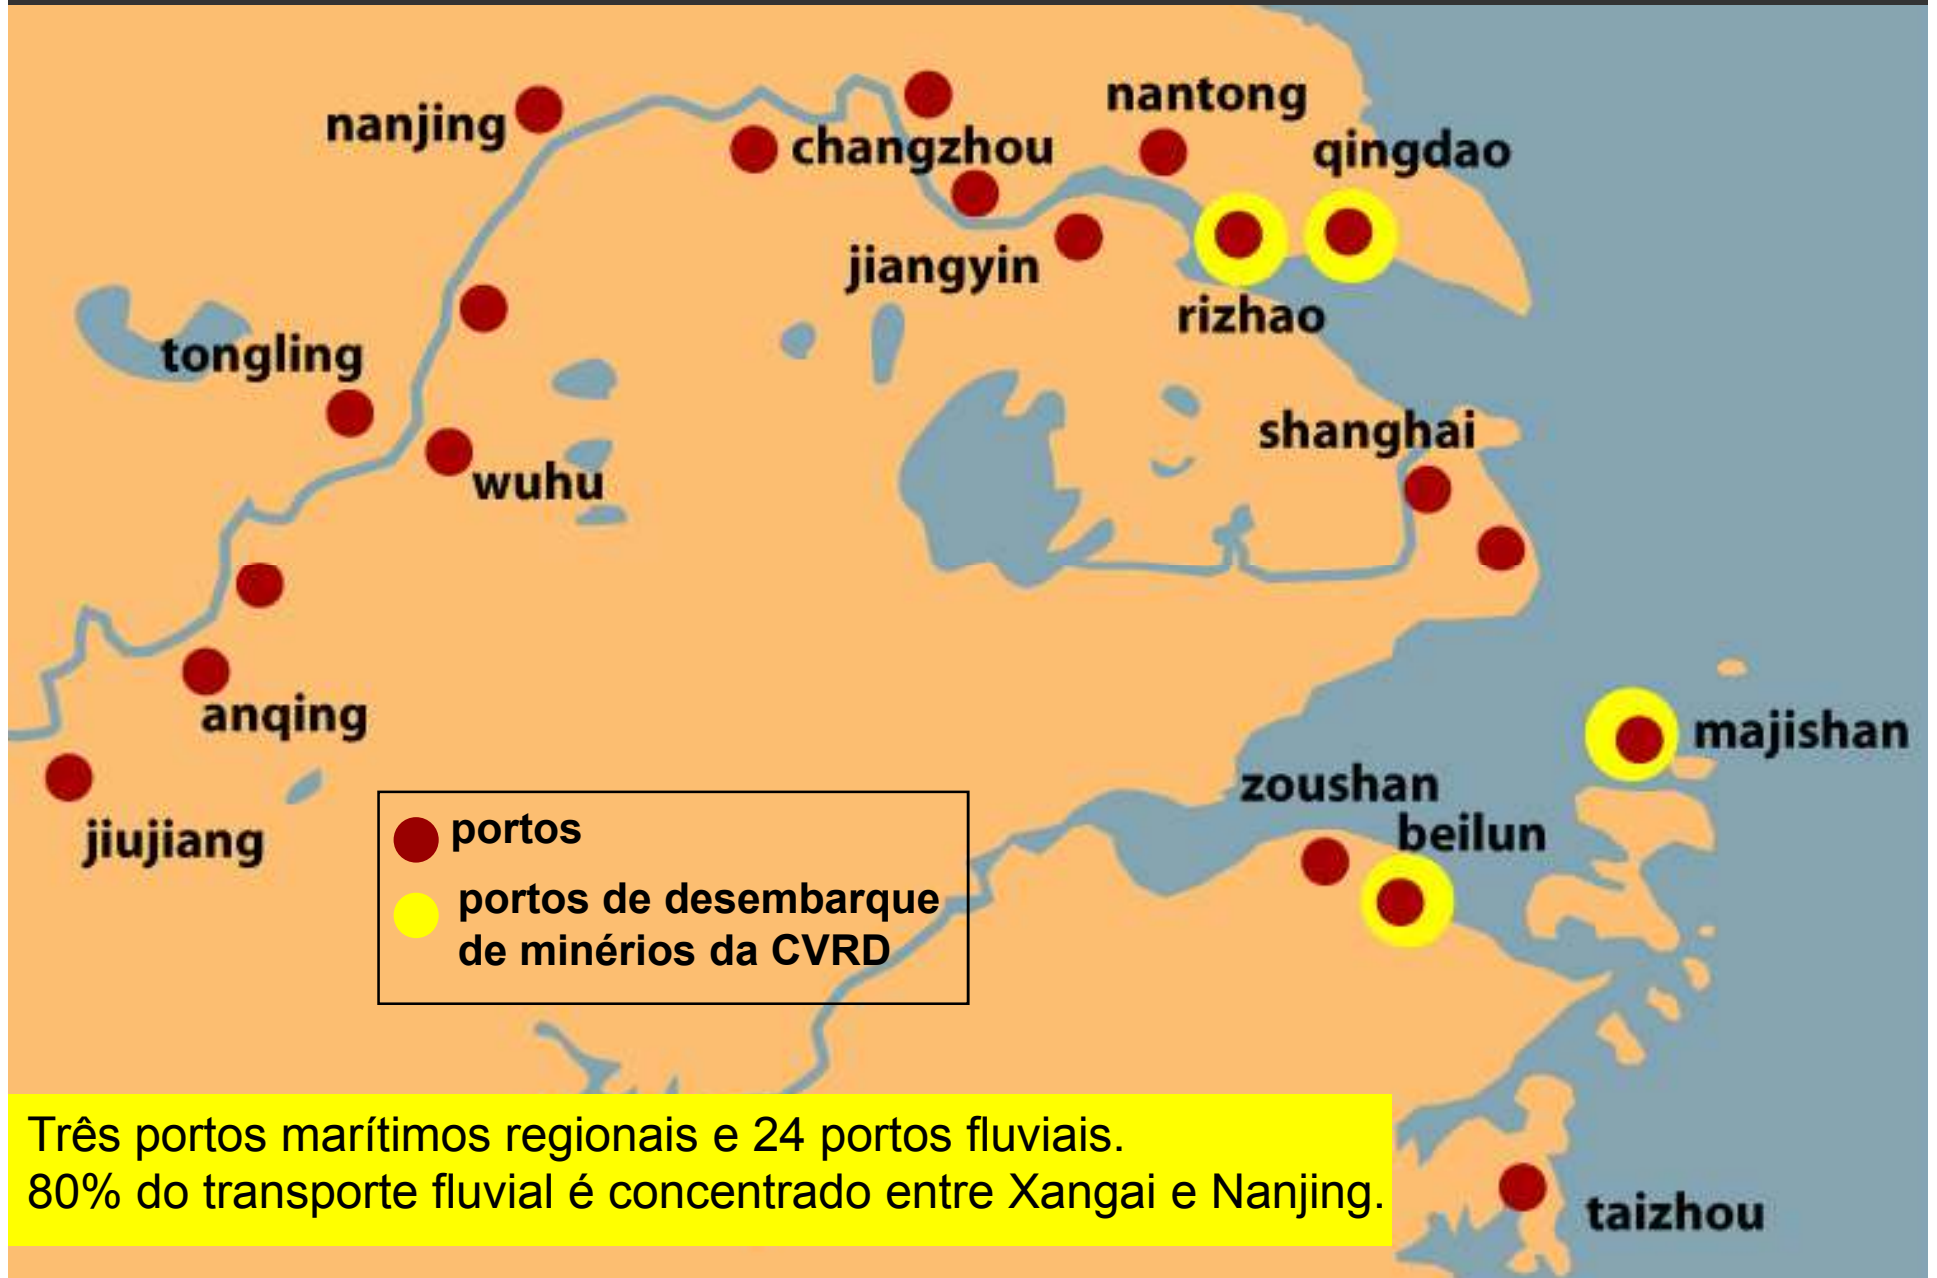 nantong
nanjing
changzhou
qingdao
jiangyin
rizhao
tongling
shanghai
wuhu
anqing
majishan
zoushan
beilun
jiujiang
portos
portos de desembarque
de minérios da CVRD
Três portos marítimos regionais e 24 portos fluviais.
80% do transporte fluvial é concentrado entre Xangai e Nanjing.
taizhou